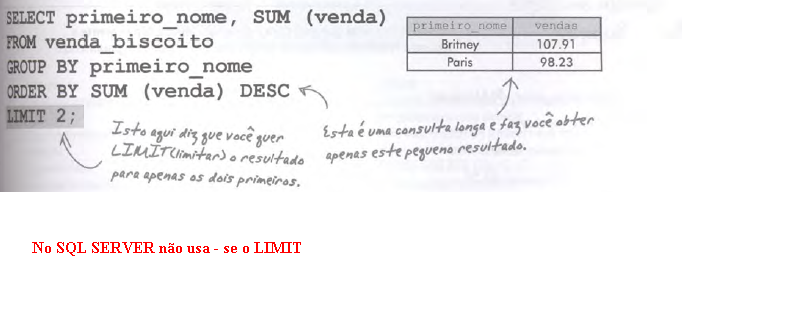 SELECT primeiro_nome, SUM (venda)
FROM venda_biscoito
GROUP BY primeiro_nome
ORDER BY SUM (venda) DESC
LIMIT 2;
primeiro_nome vendas
Britney 107.91
Paris 98.23
Isto aqui diz que você quer
LIMIT(limitar) o resultado
para apenas os dois primeiros.
Esta é uma consulta longa e faz você obter
apenas este pequeno resultado.
No SQL SERVER não usa - se o LIMIT